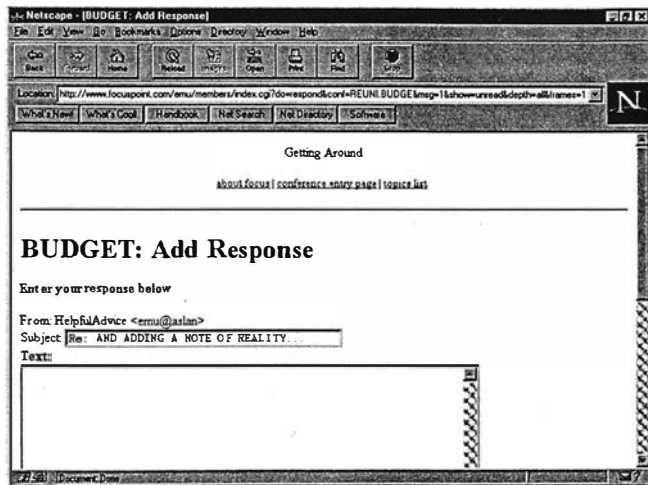 Netscape - [BUDGET: Add Response]
File Edit View Go Bookmarks Options Directory Window Help
Back Forward Home Reload Images Open Print Find Stop
Location: http://www.focuspoint.com/emu/members/index.cgi?do=respond&conf=REUNI.BUDGE&msg=1&show=unread&depth=all&frames=1
N
What's New! What's Cool! Handbook Net Search Net Directory Software
Getting Around
about focus | conference entry page | topics list
BUDGET: Add Response
Enter your response below
From: HelpfulAdvice <emu@aslan>
Subject: Re: AND ADDING A NOTE OF REALITY...
Text:
Document: Done